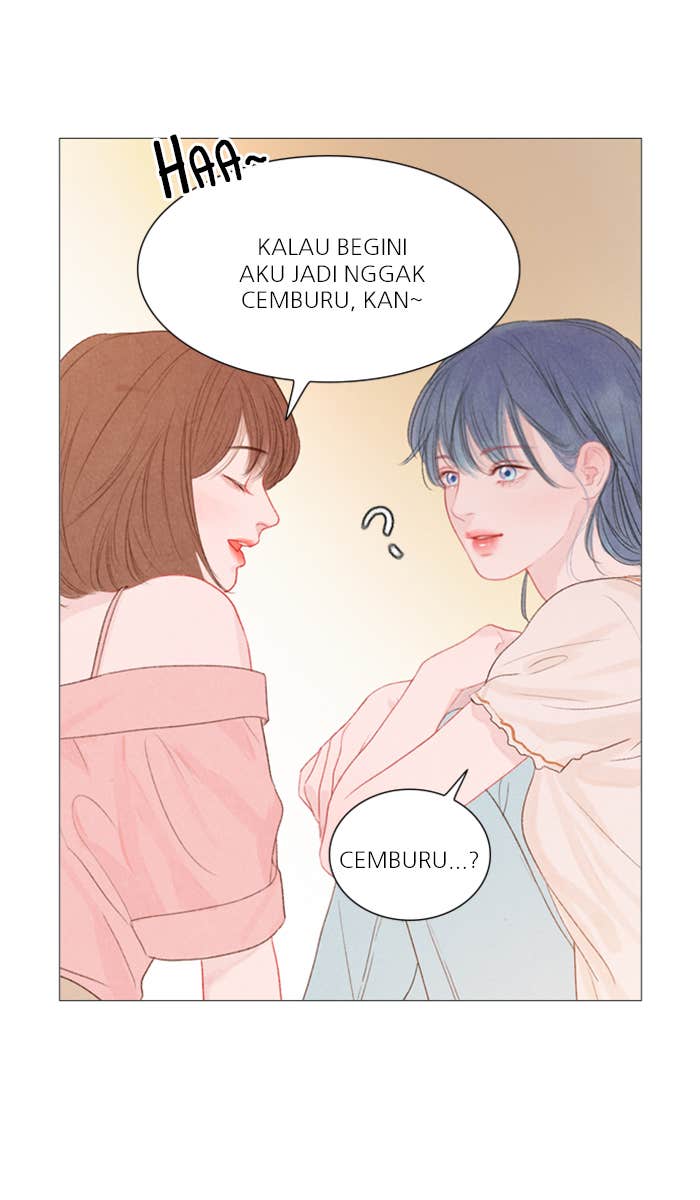 HAA~
KALAU BEGINI
AKU JADI NGGAK
CEMBURU, KAN~
?
CEMBURU...?